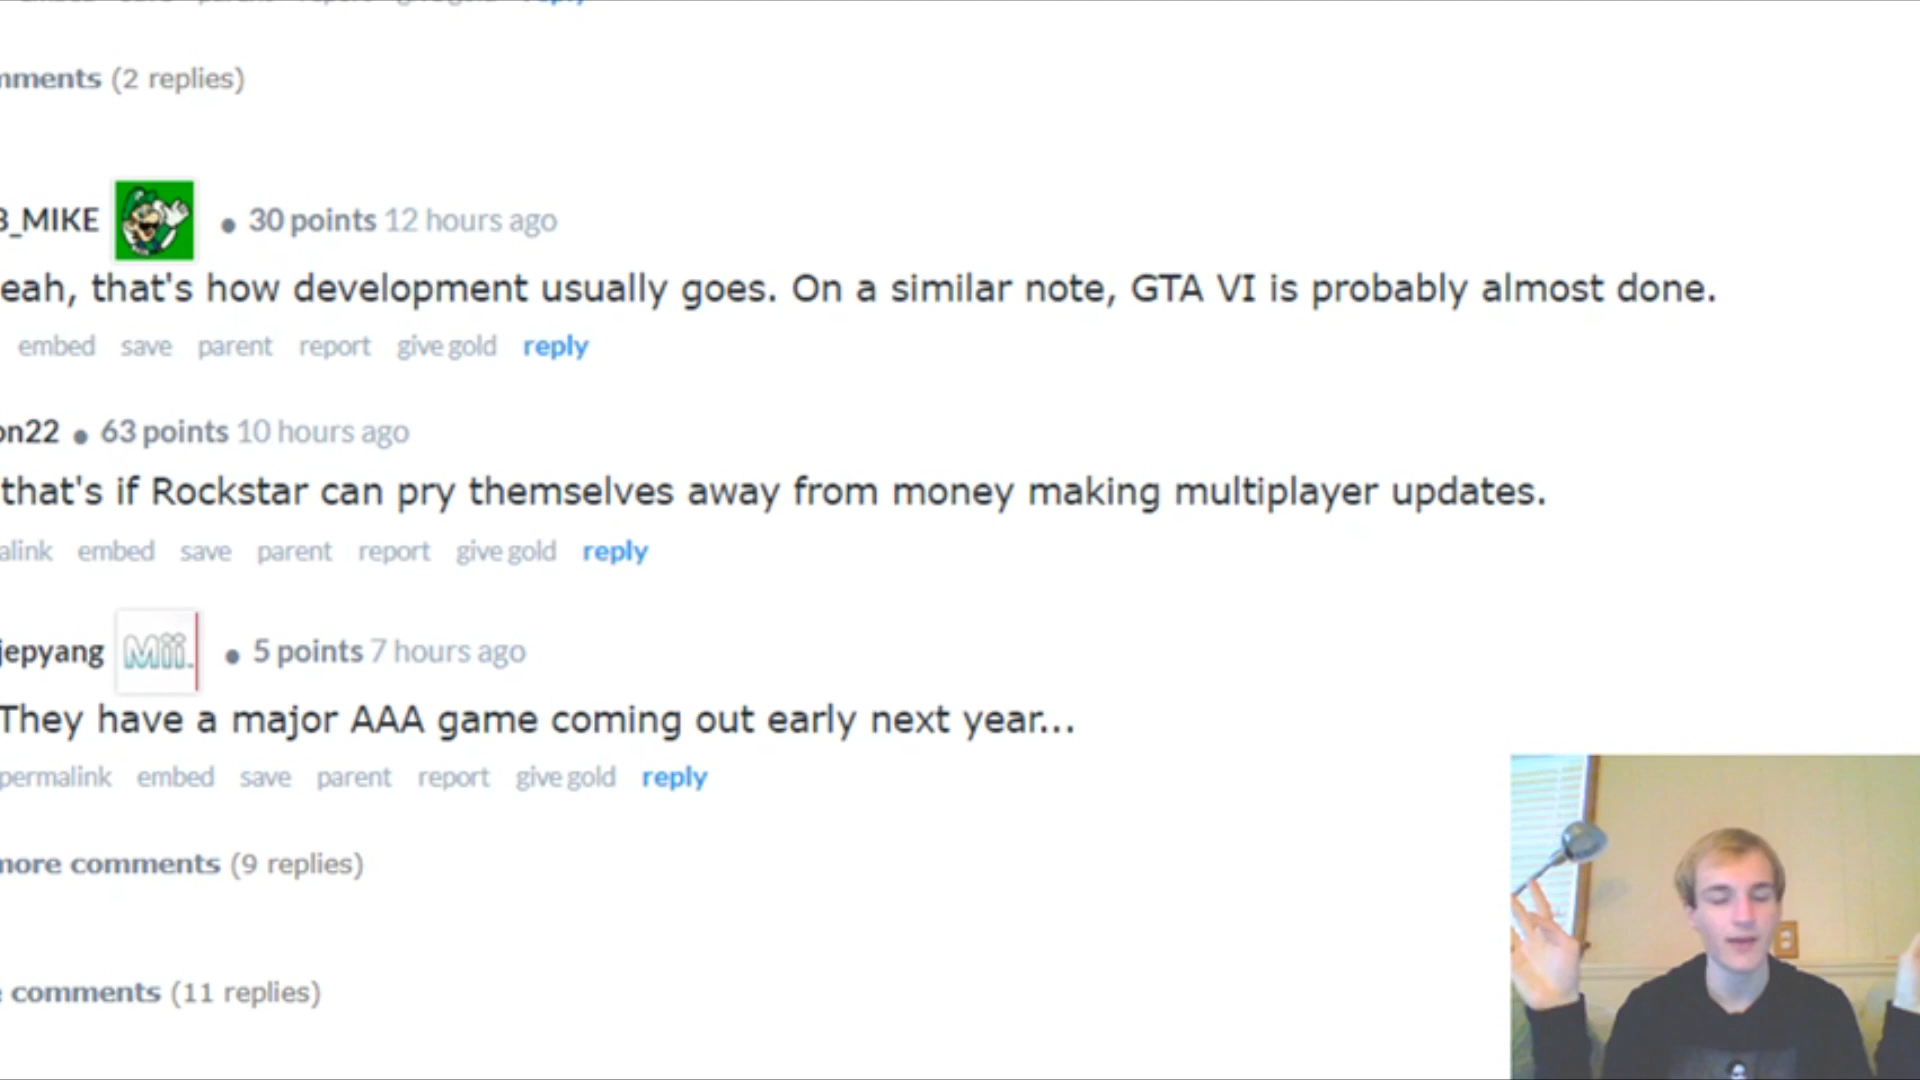 mments (2 replies)
B_MIKE • 30 points 12 hours ago
eah, that's how development usually goes. On a similar note, GTA VI is probably almost done.
embed save parent report give gold reply
on22 • 63 points 10 hours ago
that's if Rockstar can pry themselves away from money making multiplayer updates.
alink embed save parent report give gold reply
jepyang Mii. • 5 points 7 hours ago
They have a major AAA game coming out early next year...
permalink embed save parent report give gold reply
more comments (9 replies)
comments (11 replies)